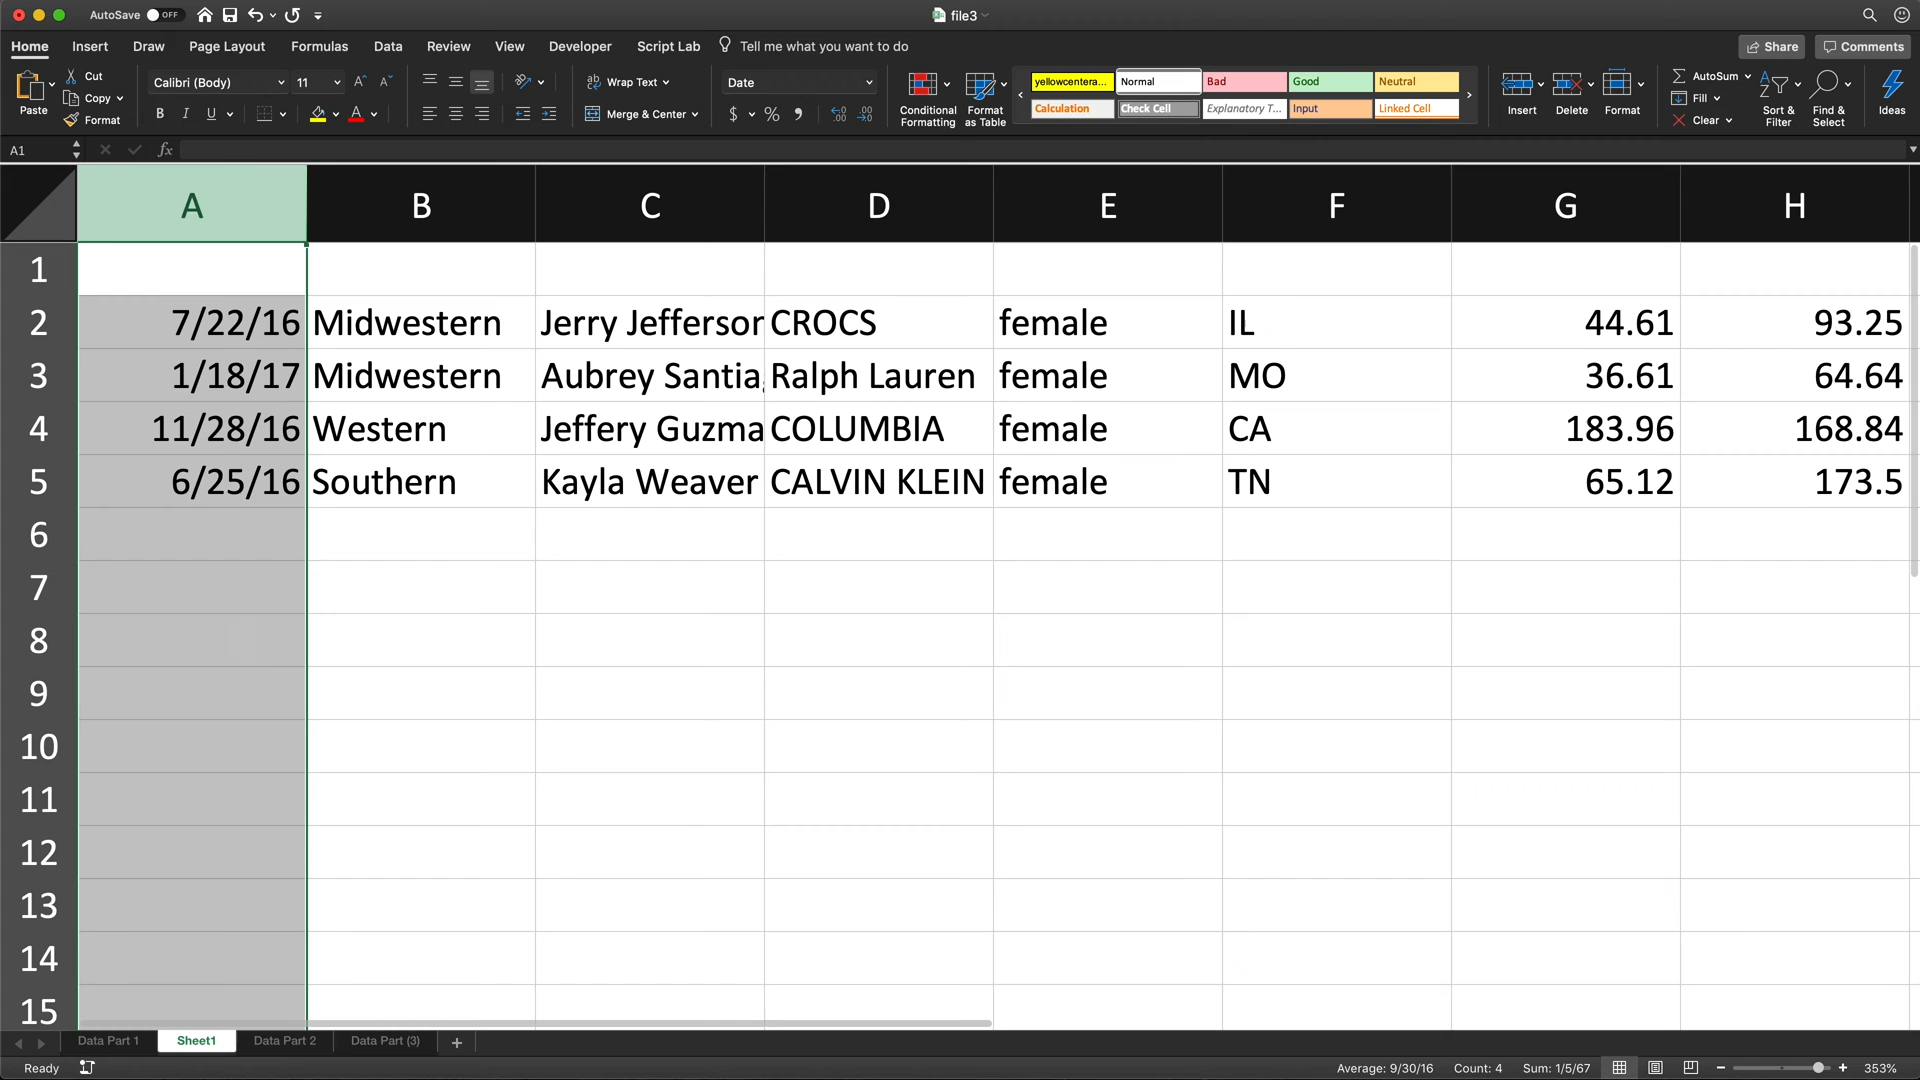 AutoSave OFF file3
Home Insert Draw Page Layout Formulas Data Review View Developer Script Lab Tell me what you want to do Share Comments
Paste Cut Copy Format
Calibri (Body) 11
B I U
Wrap Text
Merge & Center
Date
$ % 9
Conditional Formatting
Format as Table
yellowcentera... Normal Bad Good Neutral
Calculation Check Cell Explanatory T... Input Linked Cell
Insert Delete Format
AutoSum
Fill
Clear
Sort & Filter
Find & Select
Ideas
A1 fx
A B C D E F G H
1
2 7/22/16 Midwestern Jerry Jefferson CROCS female IL 44.61 93.25
3 1/18/17 Midwestern Aubrey Santia Ralph Lauren female MO 36.61 64.64
4 11/28/16 Western Jeffery Guzma COLUMBIA female CA 183.96 168.84
5 6/25/16 Southern Kayla Weaver CALVIN KLEIN female TN 65.12 173.5
6
7
8
9
10
11
12
13
14
15
Data Part 1 Sheet1 Data Part 2 Data Part (3) +
Ready Average: 9/30/16 Count: 4 Sum: 1/5/67 353%